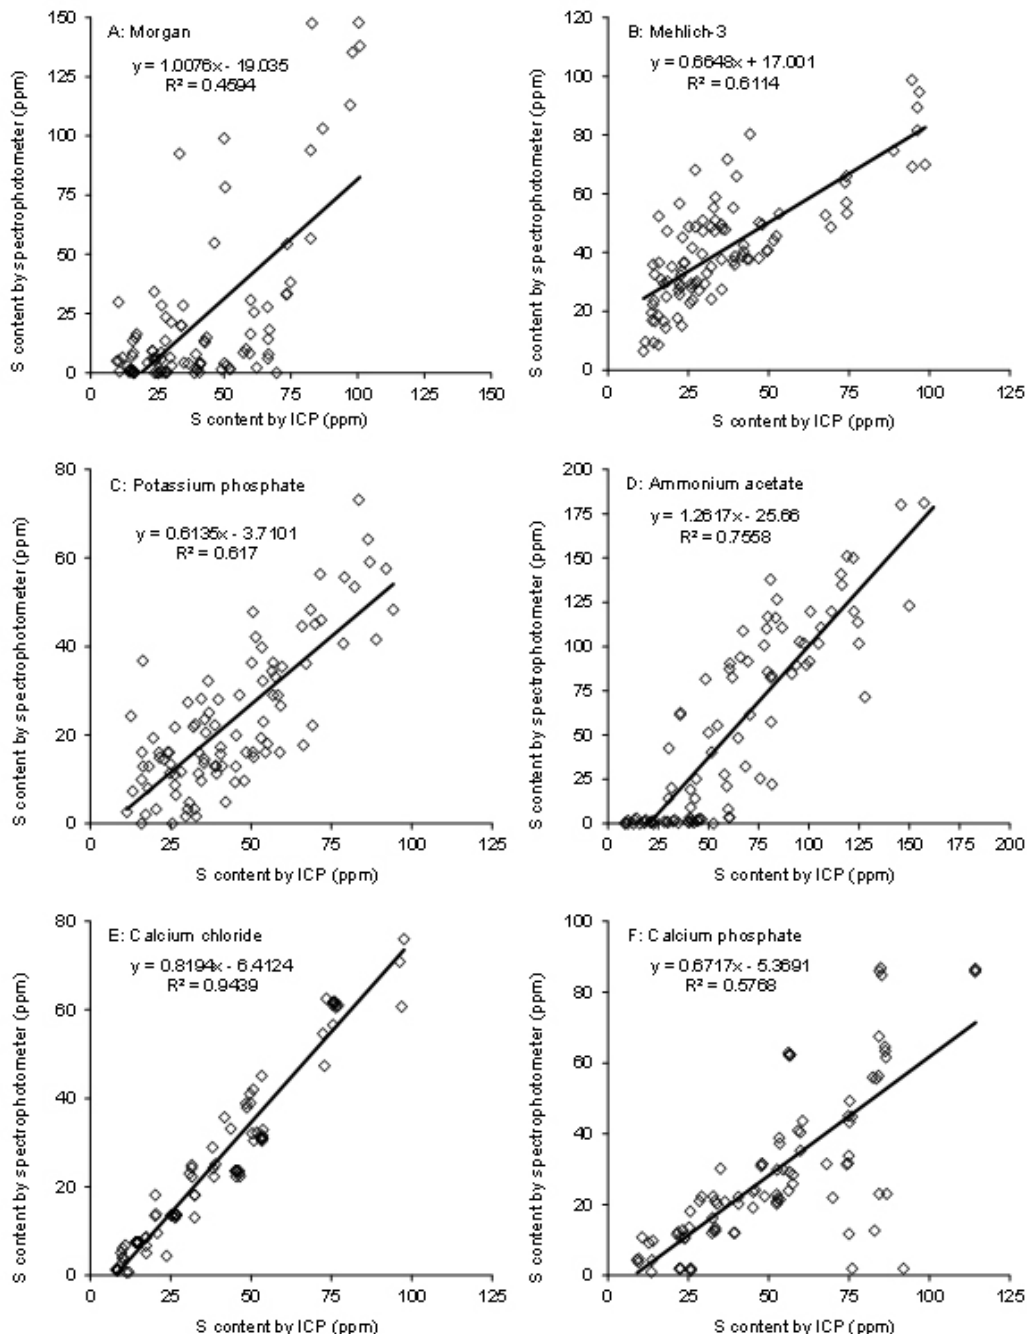 A: Morgan
y = 1.0076x - 19.035
R² = 0.4594
S content by spectrophotometer (ppm)
150
125
100
75
50
25
0
0 25 50 75 100 125 150
S content by ICP (ppm)
B: Mehlich-3
y = 0.6648x + 17.001
R² = 0.6114
S content by spectrophotometer (ppm)
120
100
80
60
40
20
0
0 25 50 75 100 125
S content by ICP (ppm)
C: Potassium phosphate
y = 0.6135x - 3.7101
R² = 0.617
S content by spectrophotometer (ppm)
80
60
40
20
0
0 25 50 75 100 125
S content by ICP (ppm)
D: Ammonium acetate
y = 1.2617x - 25.66
R² = 0.7558
S content by spectrophotometer (ppm)
200
175
150
125
100
75
50
25
0
0 25 50 75 100 125 150 175 200
S content by ICP (ppm)
E: Calcium chloride
y = 0.8194x - 6.4124
R² = 0.9439
S content by spectrophotometer (ppm)
80
60
40
20
0
0 25 50 75 100 125
S content by ICP (ppm)
F: Calcium phosphate
y = 0.6717x - 5.3691
R² = 0.5768
S content by spectrophotometer (ppm)
100
80
60
40
20
0
0 25 50 75 100 125
S content by ICP (ppm)